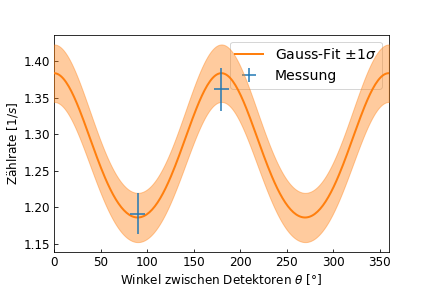 Gauss-Fit ±1σ
Messung
Zählrate [1/s]
1.40
1.35
1.30
1.25
1.20
1.15
0 50 100 150 200 250 300 350
Winkel zwischen Detektoren θ [°]